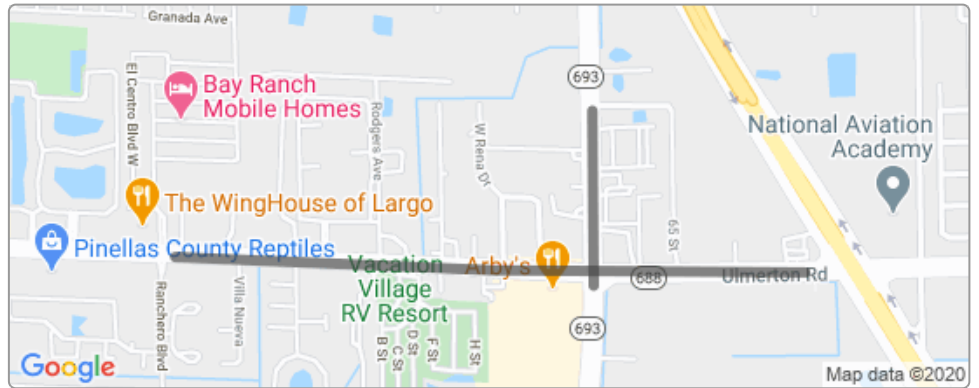 Granada Ave
693
El Centro Blvd W
Bay Ranch
Mobile Homes
Rodgers Ave
W Rena Dr
National Aviation
Academy
The WingHouse of Largo
65 St
Pinellas County Reptiles
Vacation
Village
RV Resort
Arby's
688
Ulmerton Rd
Ranchero Blvd
Villa Nueva
693
B St
C St
D St
F St
H St
Google
Map data ©2020